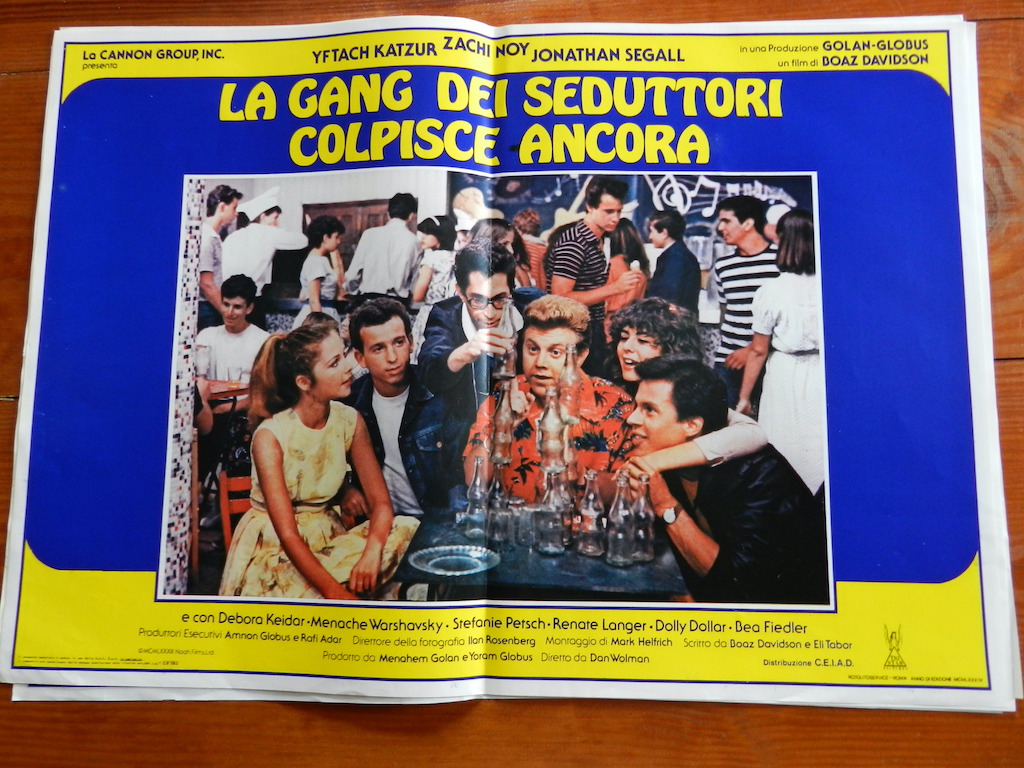 La CANNON GROUP, INC.
presenta
YFTACH KATZUR ZACHI NOY JONATHAN SEGALL
in una Produzione GOLAN-GLOBUS
un film di BOAZ DAVIDSON
LA GANG DEI SEDUTTORI
COLPISCE ANCORA
e con Debora Keidar • Menache Warshavsky • Stefanie Petsch • Renate Langer • Dolly Dollar • Bea Fiedler
Produttori Esecutivi Amnon Globus e Rafi Adar Direttore della fotografia Ilan Rosenberg Montaggio di Mark Helfrich Scritto da Boaz Davidson e Eli Tabor
Prodotto da Menahem Golan e Yoram Globus Diretto da Dan Wolman
Distribuzione C.E.I.A.D.